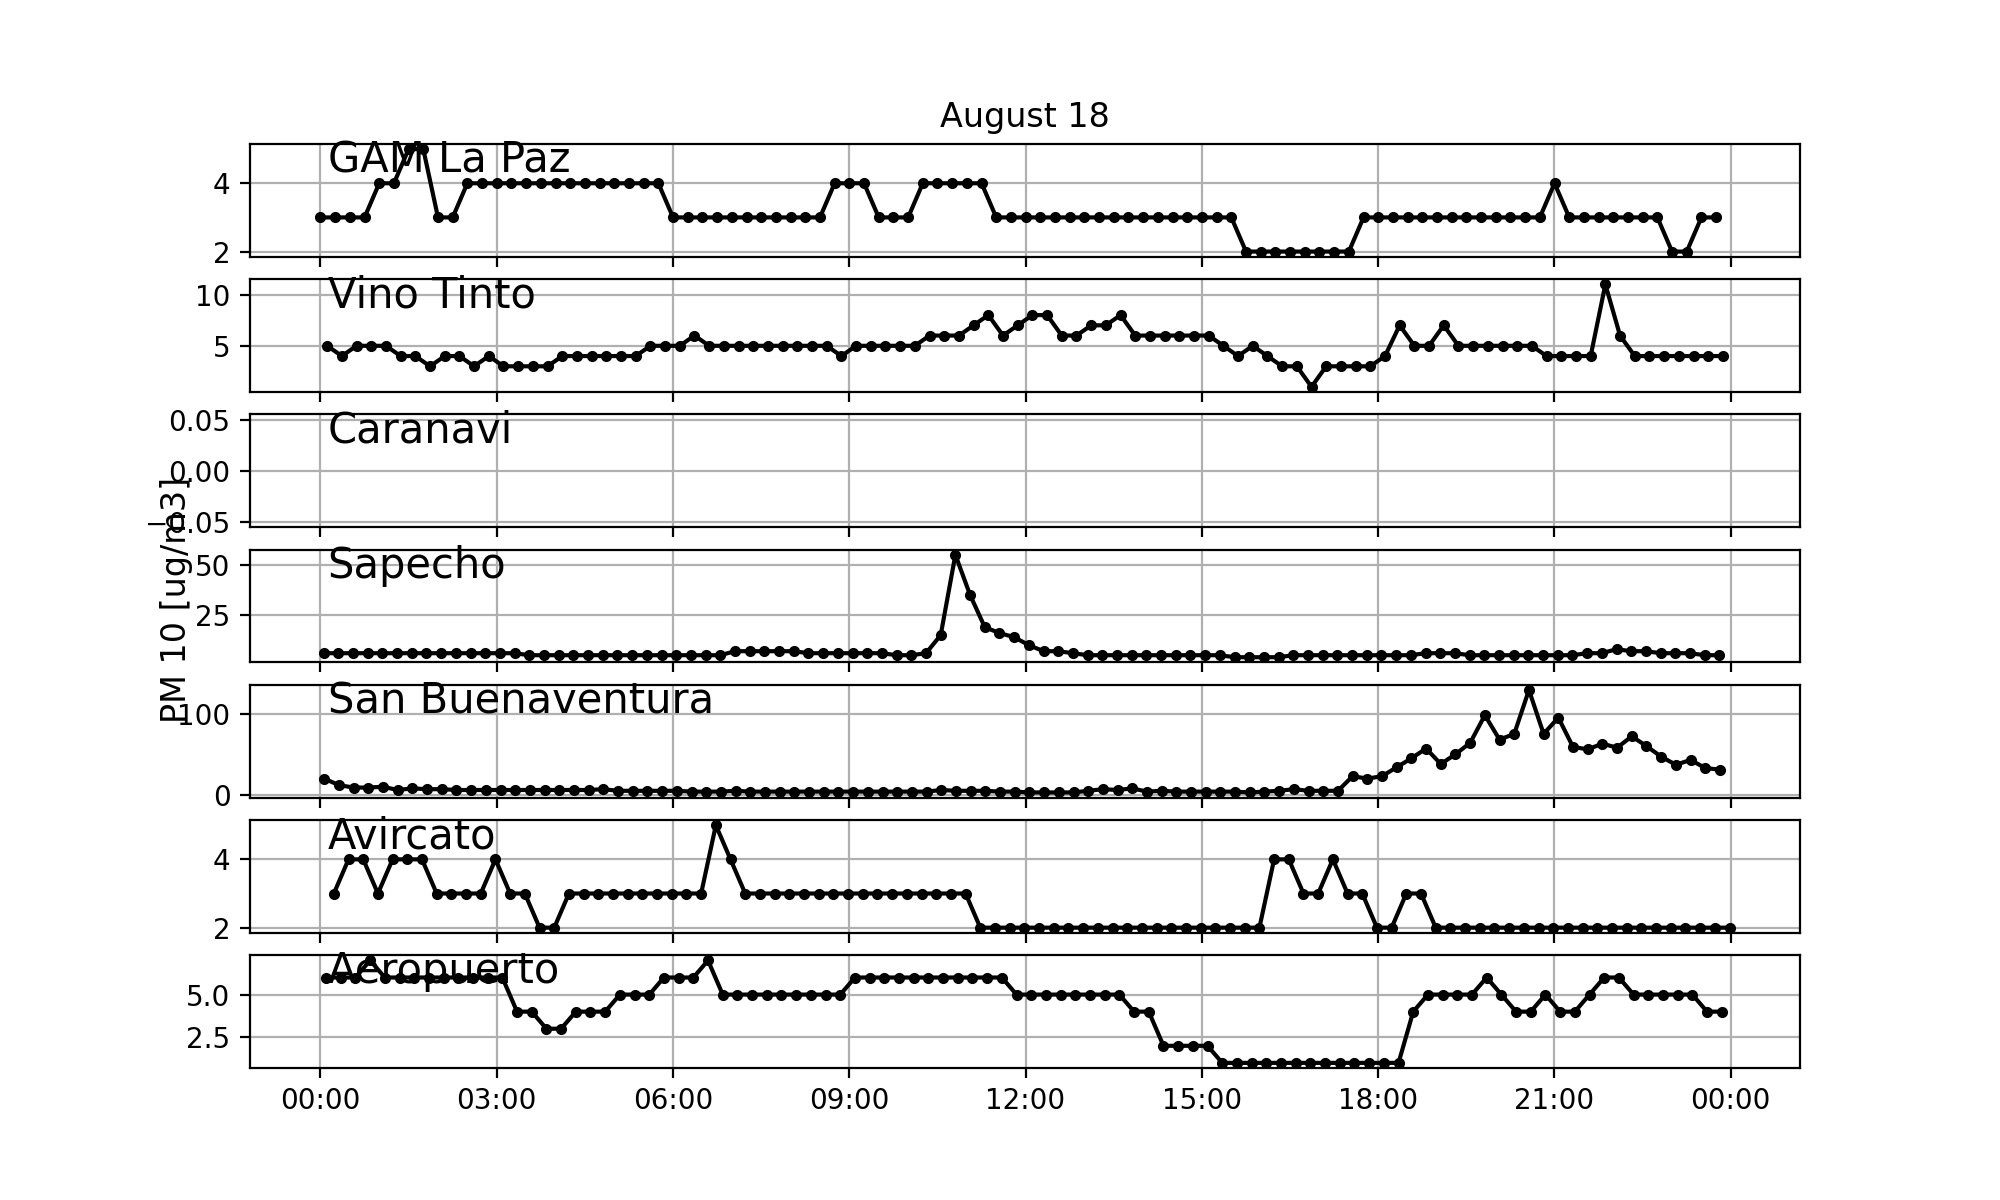 August 18
GAM La Paz
4
2
Vino Tinto
10
5
Caranavi
0.05
0.00
−0.05
PM 10 [ug/m3]
Sapecho
50
25
San Buenaventura
100
0
Avircato
4
2
Aeropuerto
5.0
2.5
00:00 03:00 06:00 09:00 12:00 15:00 18:00 21:00 00:00